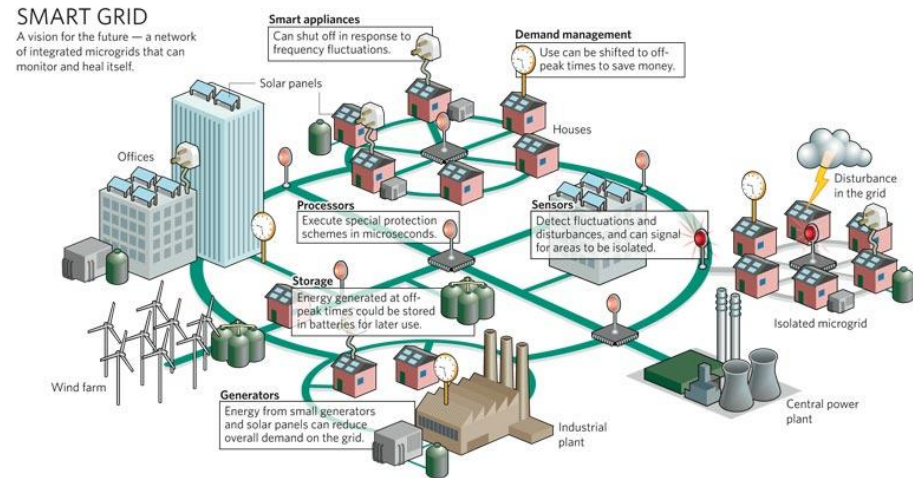 SMART GRID
A vision for the future — a network
of integrated microgrids that can
monitor and heal itself.
Smart appliances
Can shut off in response to
frequency fluctuations.
Demand management
Use can be shifted to off-
peak times to save money.
Solar panels
Houses
Offices
Disturbance
in the grid
Processors
Execute special protection
schemes in microseconds.
Sensors
Detect fluctuations and
disturbances, and can signal
for areas to be isolated.
Storage
Energy generated at off-
peak times could be stored
in batteries for later use.
Isolated microgrid
Wind farm
Generators
Energy from small generators
and solar panels can reduce
overall demand on the grid.
Industrial
plant
Central power
plant